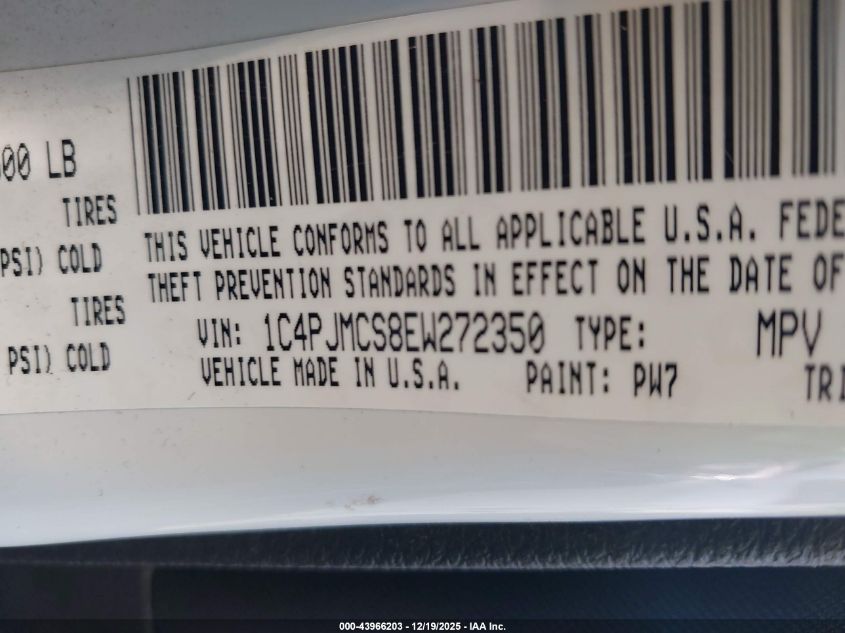 600 LB
TIRES
PSI) COLD
TIRES
PSI) COLD
THIS VEHICLE CONFORMS TO ALL APPLICABLE U.S.A. FEDE
THEFT PREVENTION STANDARDS IN EFFECT ON THE DATE OF
VIN: 1C4PJMCS8EW272350 TYPE: MPV
VEHICLE MADE IN U.S.A. PAINT: PW7 TRI
000-43966203 - 12/19/2025 - IAA Inc.